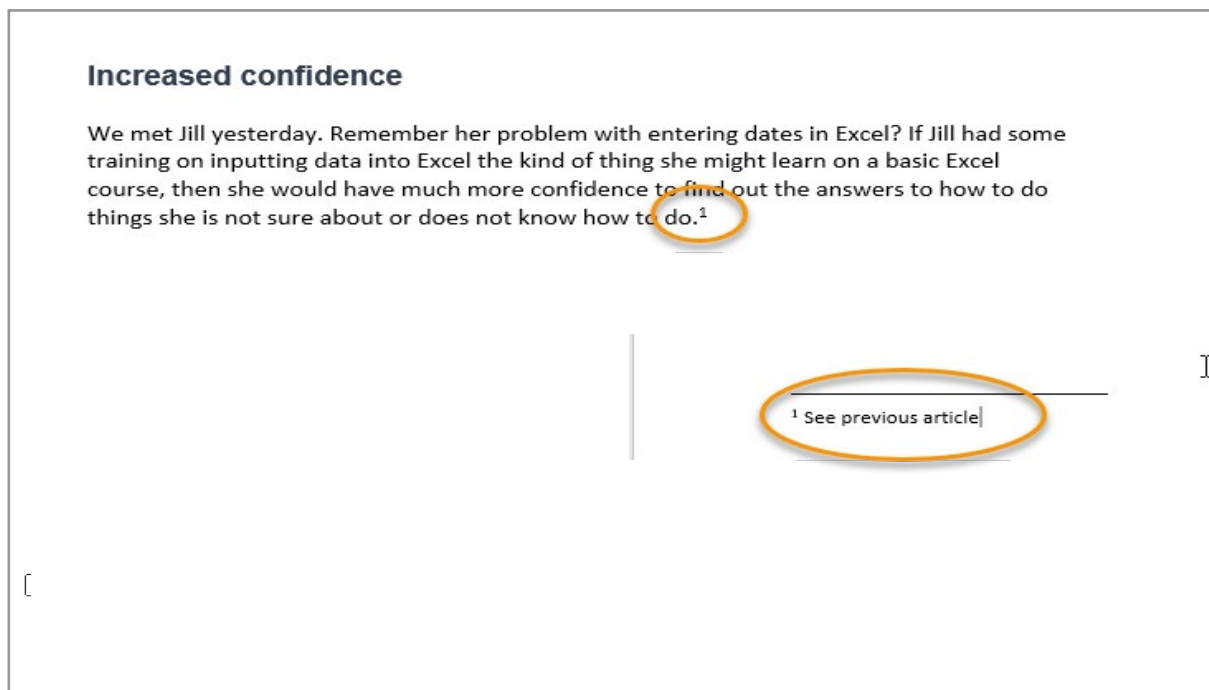 Increased confidence
We met Jill yesterday. Remember her problem with entering dates in Excel? If Jill had some
training on inputting data into Excel the kind of thing she might learn on a basic Excel
course, then she would have much more confidence to find out the answers to how to do
things she is not sure about or does not know how to do.¹
¹ See previous article